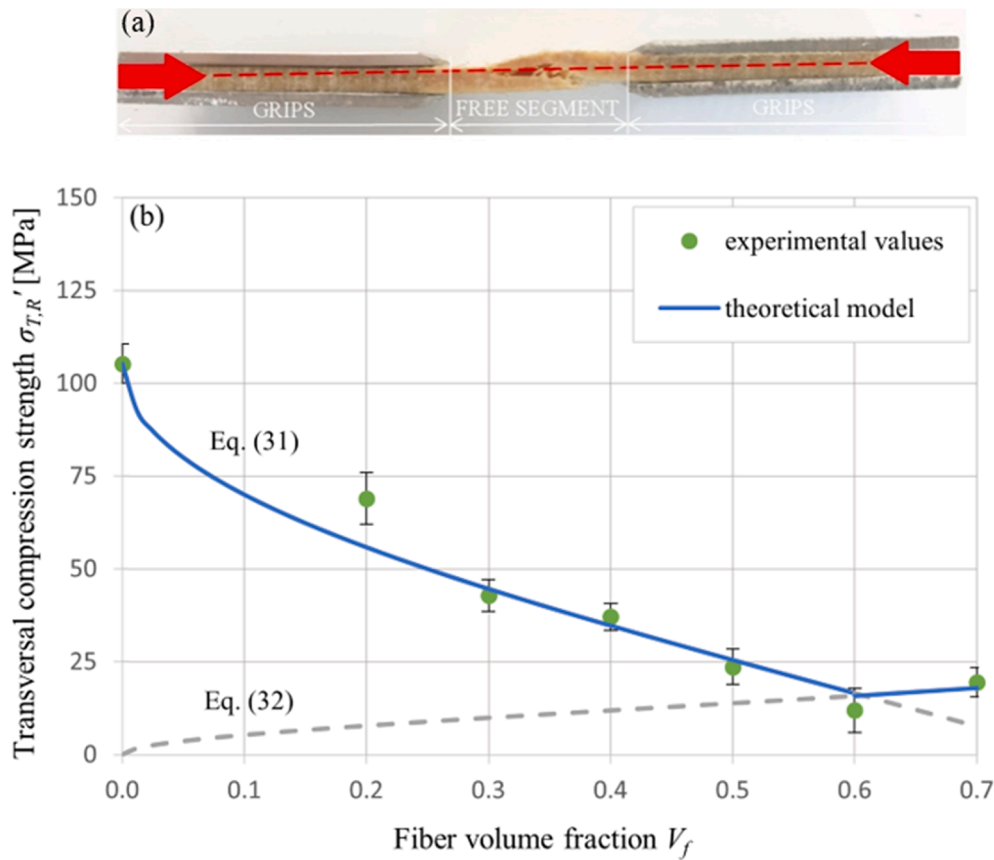 (a)
GRIPS
FREE SEGMENT
GRIPS
(b)
Transversal compression strength σT,R' [MPa]
150
125
100
75
50
25
0
experimental values
theoretical model
Eq. (31)
Eq. (32)
0.0 0.1 0.2 0.3 0.4 0.5 0.6 0.7
Fiber volume fraction Vf